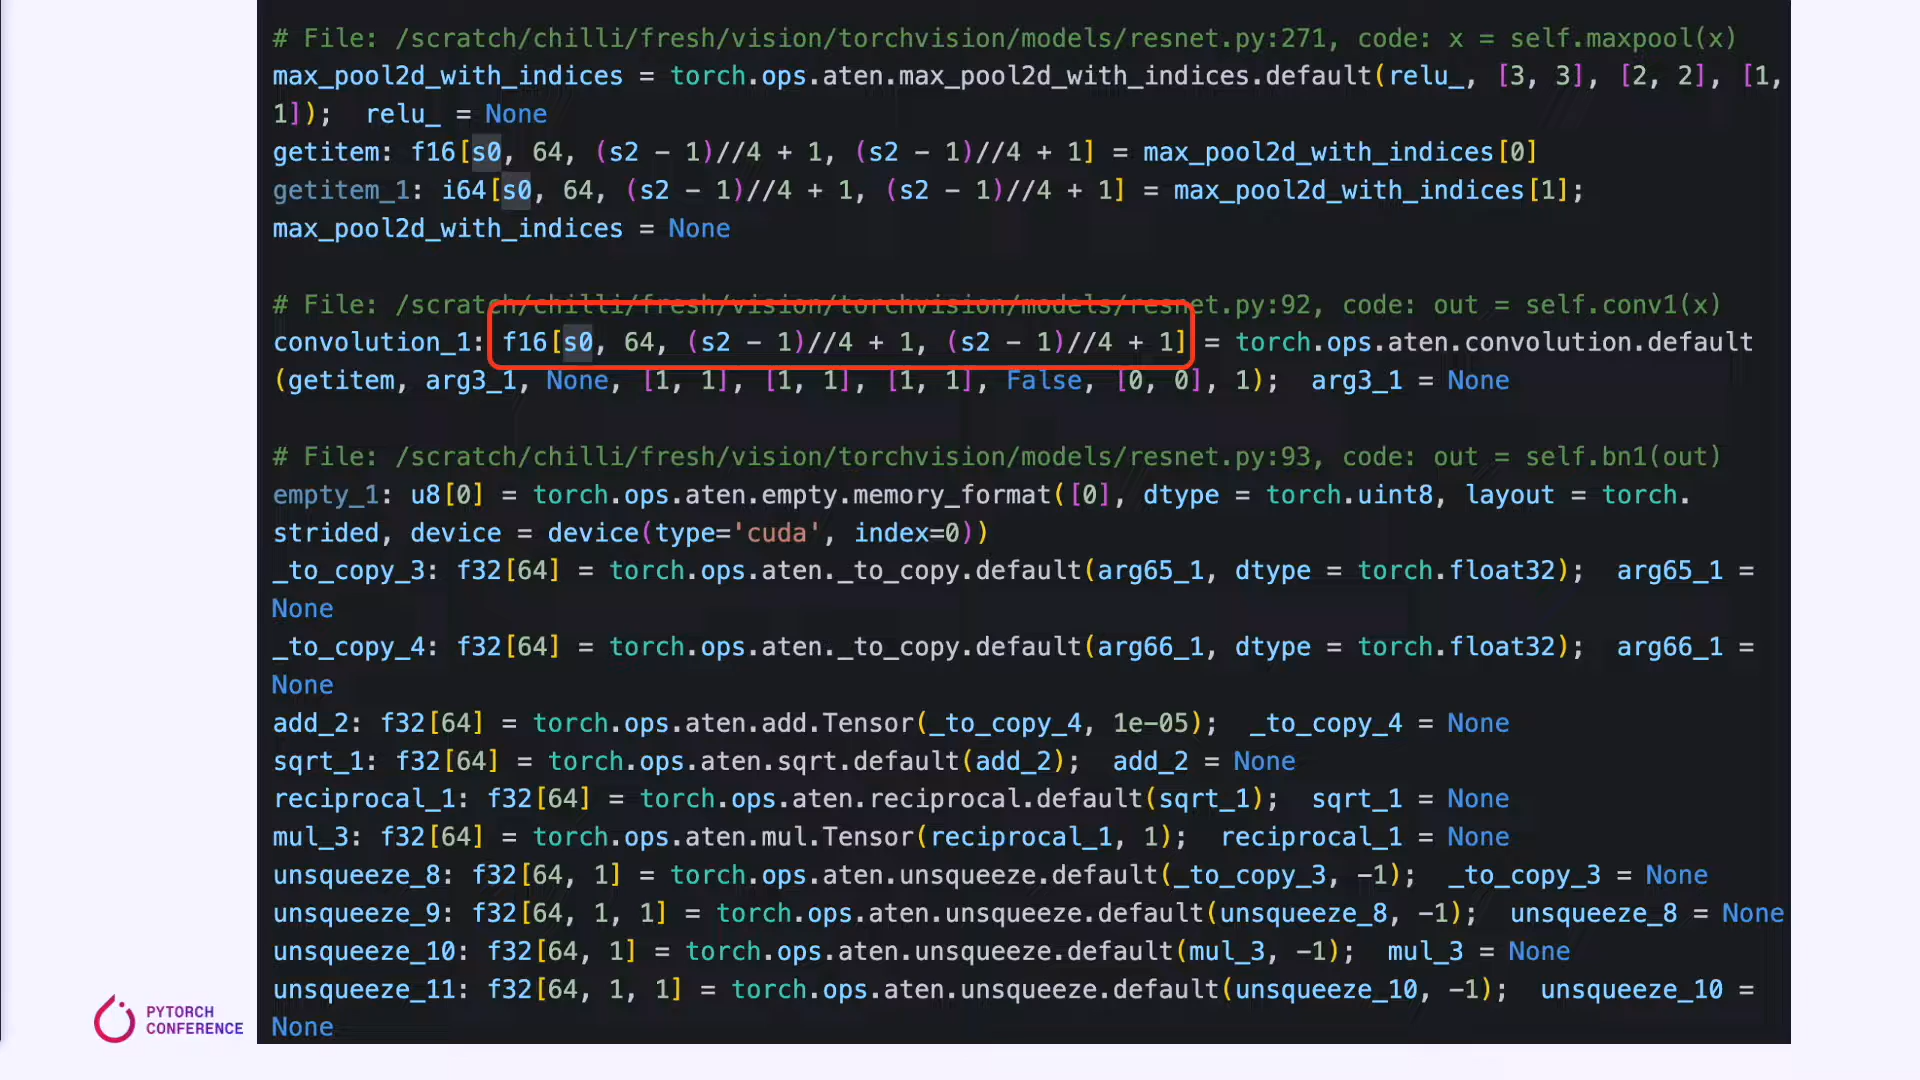 # File: /scratch/chilli/fresh/vision/torchvision/models/resnet.py:271, code: x = self.maxpool(x)
max_pool2d_with_indices = torch.ops.aten.max_pool2d_with_indices.default(relu_, [3, 3], [2, 2], [1,
1]);  relu_ = None
getitem: f16[s0, 64, (s2 - 1)//4 + 1, (s2 - 1)//4 + 1] = max_pool2d_with_indices[0]
getitem_1: i64[s0, 64, (s2 - 1)//4 + 1, (s2 - 1)//4 + 1] = max_pool2d_with_indices[1];
max_pool2d_with_indices = None
# File: /scratch/chilli/fresh/vision/torchvision/models/resnet.py:92, code: out = self.conv1(x)
convolution_1: f16[s0, 64, (s2 - 1)//4 + 1, (s2 - 1)//4 + 1] = torch.ops.aten.convolution.default
(getitem, arg3_1, None, [1, 1], [1, 1], [1, 1], False, [0, 0], 1);  arg3_1 = None
# File: /scratch/chilli/fresh/vision/torchvision/models/resnet.py:93, code: out = self.bn1(out)
empty_1: u8[0] = torch.ops.aten.empty.memory_format([0], dtype = torch.uint8, layout = torch.
strided, device = device(type='cuda', index=0))
_to_copy_3: f32[64] = torch.ops.aten._to_copy.default(arg65_1, dtype = torch.float32);  arg65_1 =
None
_to_copy_4: f32[64] = torch.ops.aten._to_copy.default(arg66_1, dtype = torch.float32);  arg66_1 =
None
add_2: f32[64] = torch.ops.aten.add.Tensor(_to_copy_4, 1e-05);  _to_copy_4 = None
sqrt_1: f32[64] = torch.ops.aten.sqrt.default(add_2);  add_2 = None
reciprocal_1: f32[64] = torch.ops.aten.reciprocal.default(sqrt_1);  sqrt_1 = None
mul_3: f32[64] = torch.ops.aten.mul.Tensor(reciprocal_1, 1);  reciprocal_1 = None
unsqueeze_8: f32[64, 1] = torch.ops.aten.unsqueeze.default(_to_copy_3, -1);  _to_copy_3 = None
unsqueeze_9: f32[64, 1, 1] = torch.ops.aten.unsqueeze.default(unsqueeze_8, -1);  unsqueeze_8 = None
unsqueeze_10: f32[64, 1] = torch.ops.aten.unsqueeze.default(mul_3, -1);  mul_3 = None
unsqueeze_11: f32[64, 1, 1] = torch.ops.aten.unsqueeze.default(unsqueeze_10, -1);  unsqueeze_10 =
None
PYTORCH
CONFERENCE